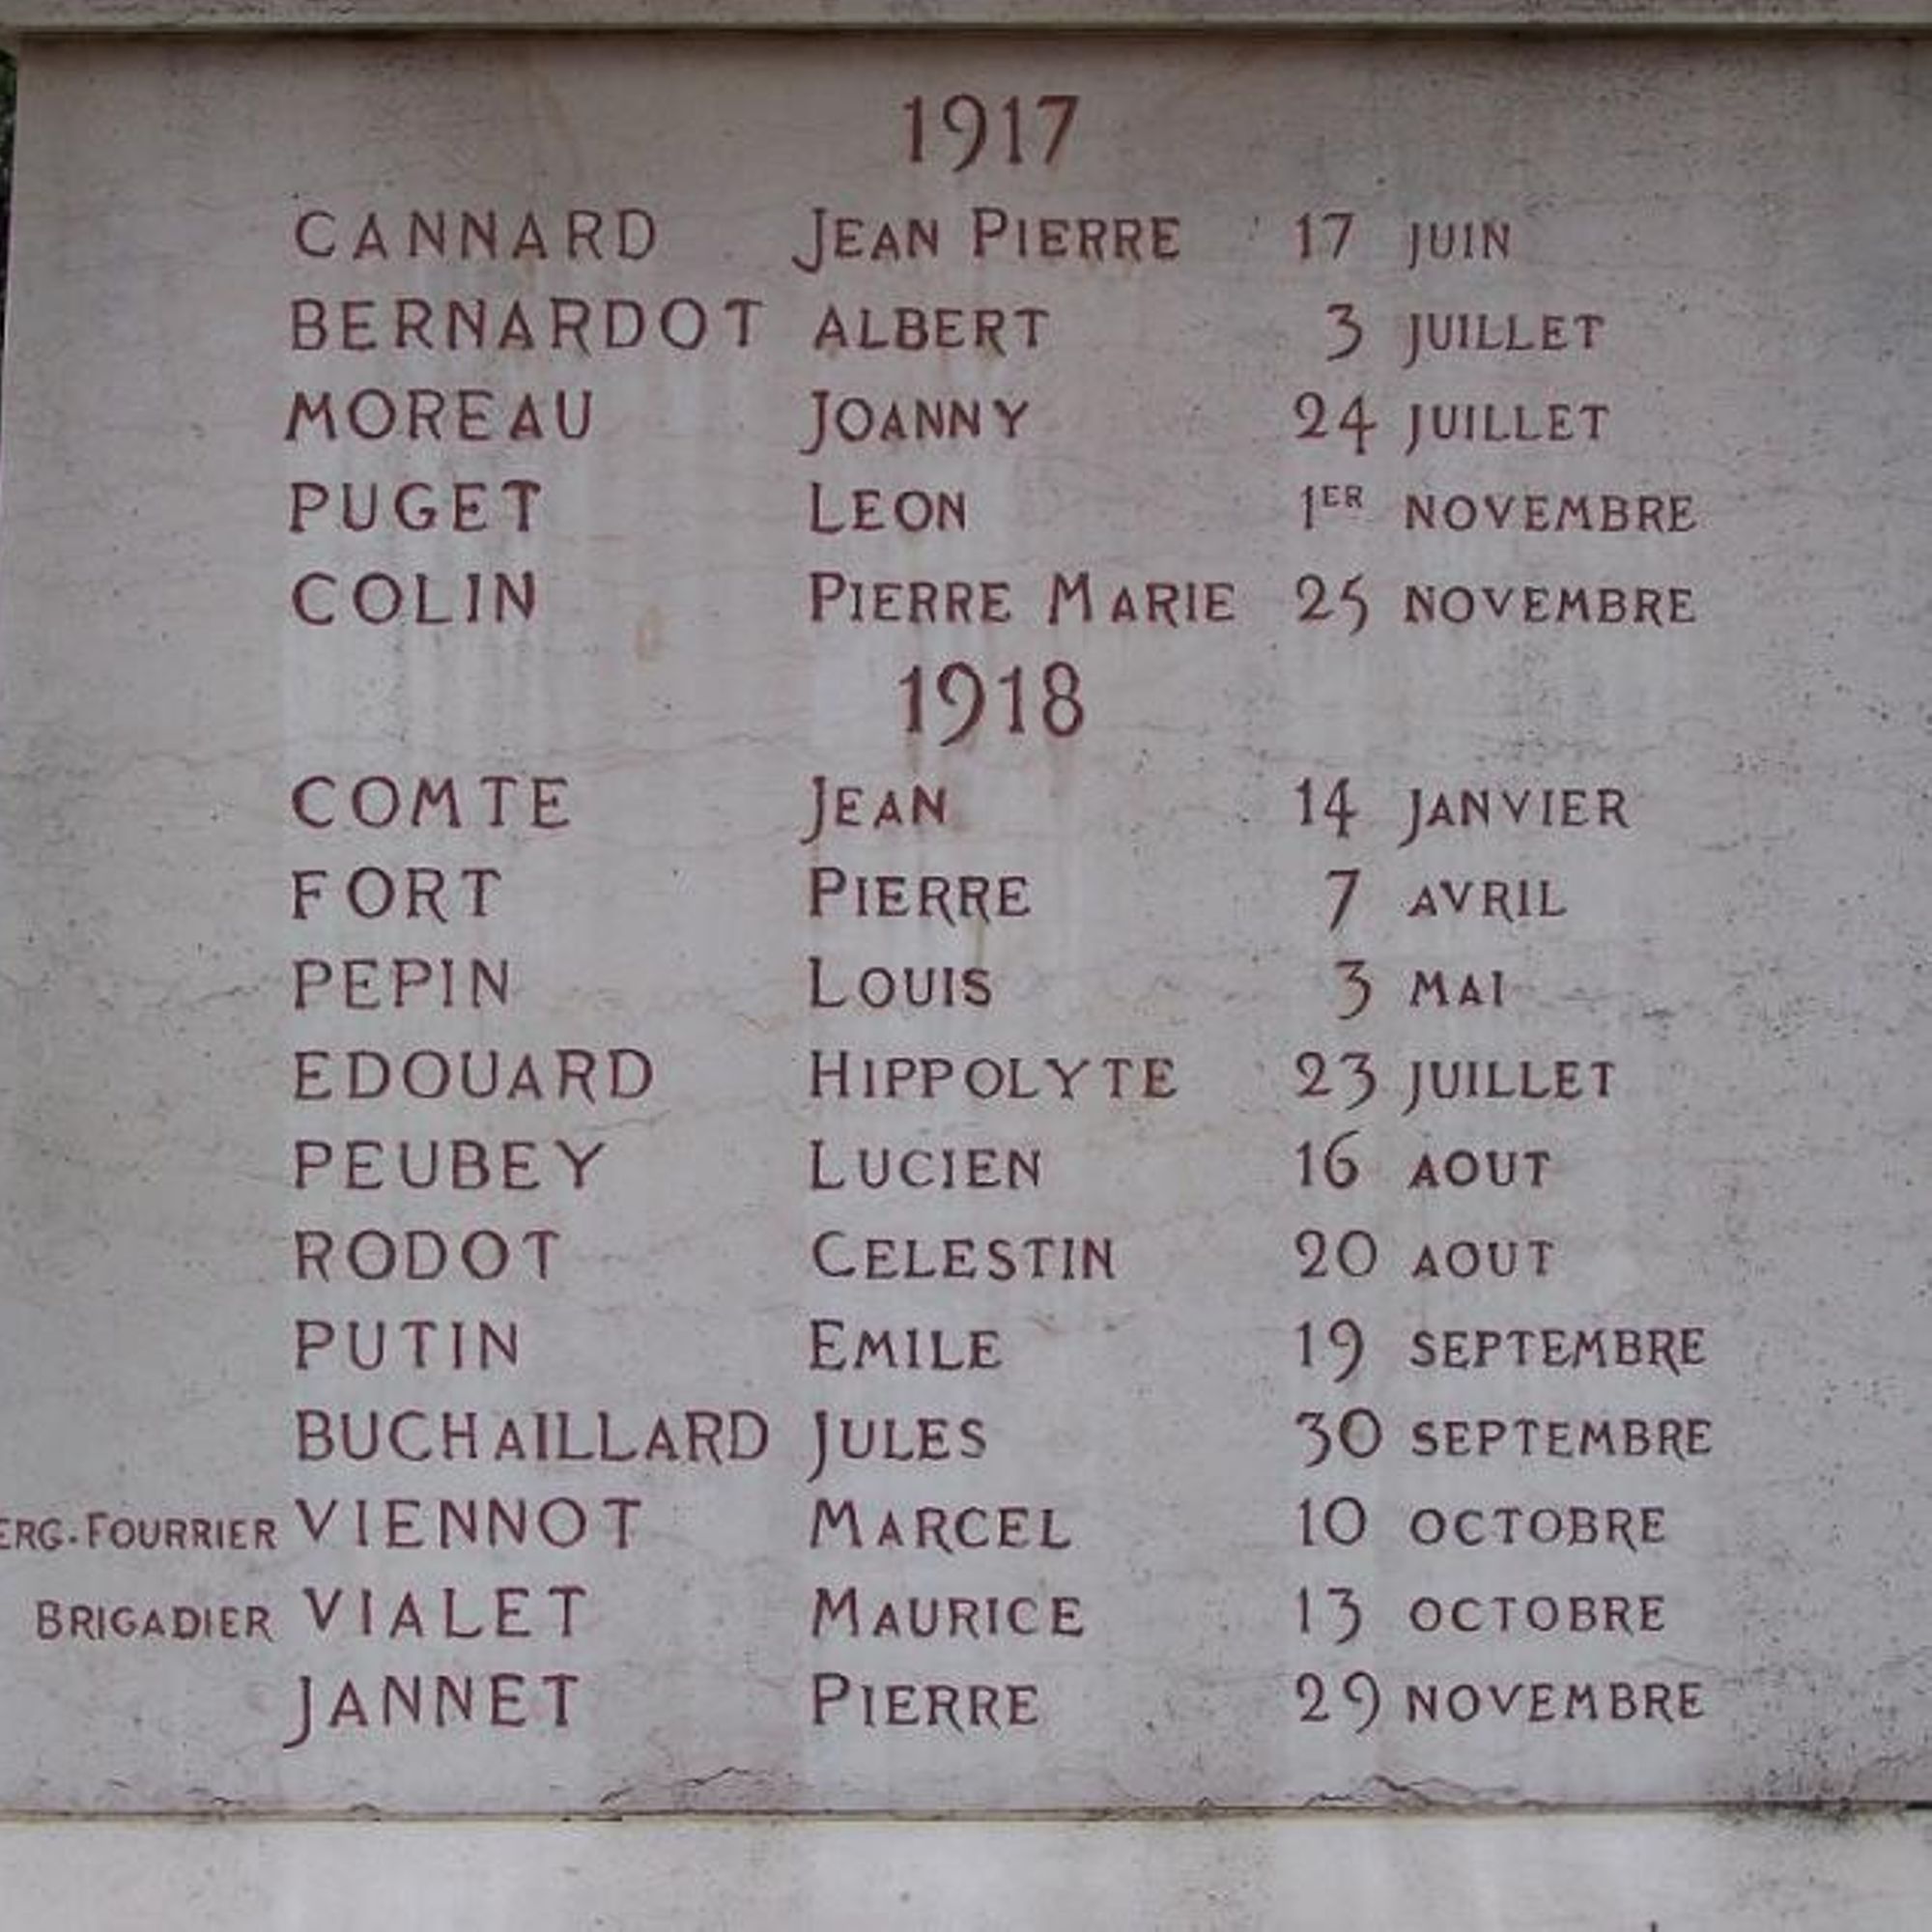 1917
CANNARD JEAN PIERRE 17 JUIN
BERNARDOT ALBERT 3 JUILLET
MOREAU JOANNY 24 JUILLET
PUGET LEON 1ER NOVEMBRE
COLIN PIERRE MARIE 25 NOVEMBRE
1918
COMTE JEAN 14 JANVIER
FORT PIERRE 7 AVRIL
PEPIN LOUIS 3 MAI
EDOUARD HIPPOLYTE 23 JUILLET
PEUBEY LUCIEN 16 AOUT
RODOT CELESTIN 20 AOUT
PUTIN EMILE 19 SEPTEMBRE
BUCHAILLARD JULES 30 SEPTEMBRE
ERG.FOURRIER VIENNOT MARCEL 10 OCTOBRE
BRIGADIER VIALET MAURICE 13 OCTOBRE
JANNET PIERRE 29 NOVEMBRE